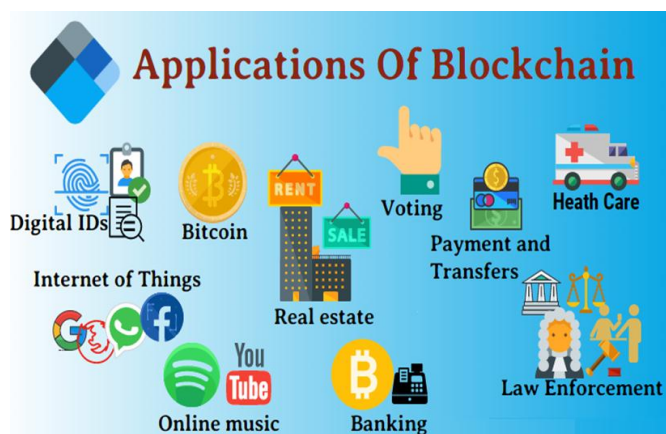 Applications Of Blockchain
Digital IDs
Bitcoin
RENT
SALE
Real estate
Voting
Payment and
Transfers
Heath Care
Internet of Things
You
Tube
Online music
Banking
Law Enforcement